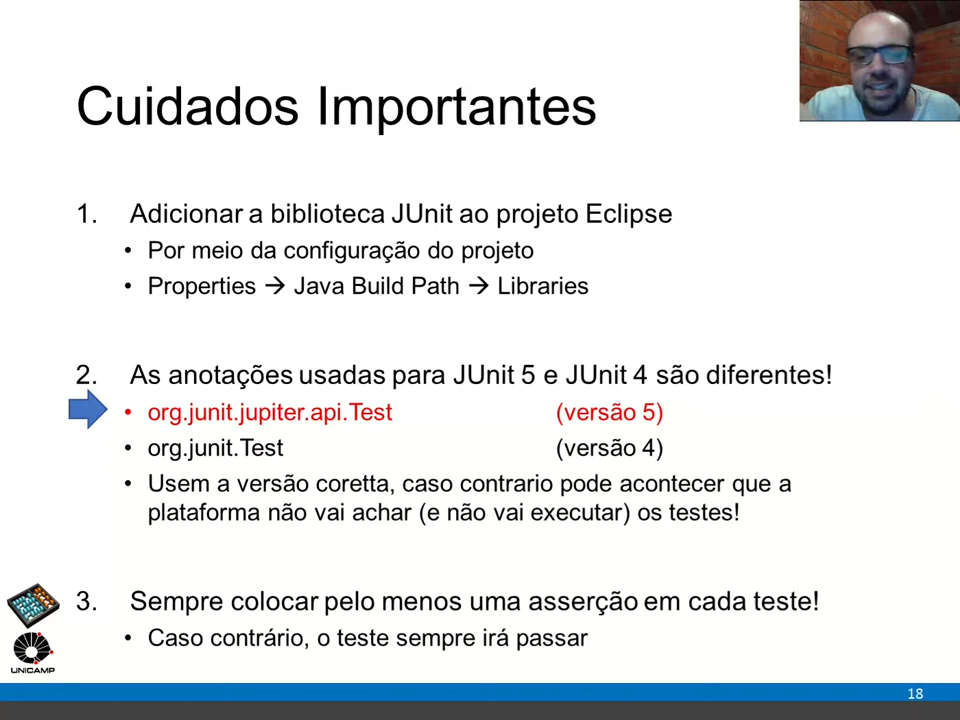 Cuidados Importantes
1. Adicionar a biblioteca JUnit ao projeto Eclipse
• Por meio da configuração do projeto
• Properties → Java Build Path → Libraries
2. As anotações usadas para JUnit 5 e JUnit 4 são diferentes!
• org.junit.jupiter.api.Test (versão 5)
• org.junit.Test (versão 4)
• Usem a versão coretta, caso contrario pode acontecer que a
plataforma não vai achar (e não vai executar) os testes!
3. Sempre colocar pelo menos uma asserção em cada teste!
• Caso contrário, o teste sempre irá passar
UNICAMP
18